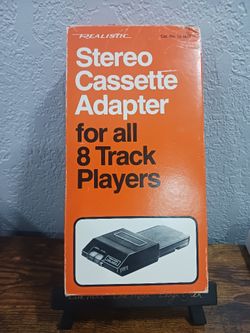 REALISTIC
Stereo
Cassette
Adapter
for all
8 Track
Players